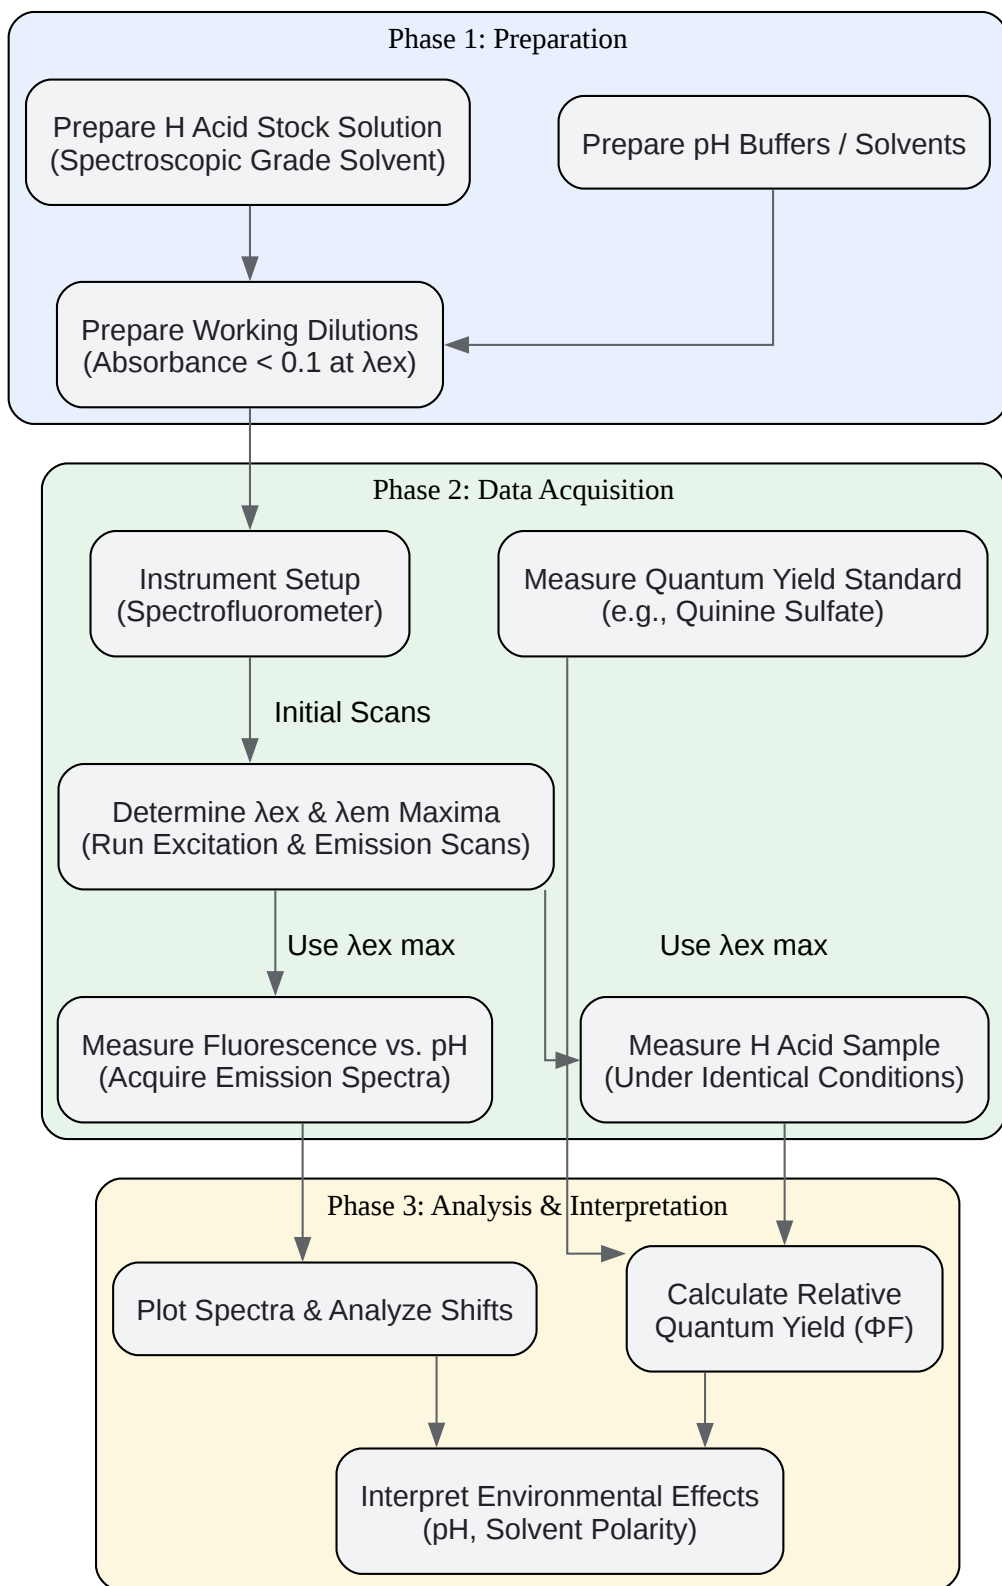 Phase 1: Preparation
Prepare H Acid Stock Solution
(Spectroscopic Grade Solvent)
Prepare pH Buffers / Solvents
Prepare Working Dilutions
(Absorbance < 0.1 at λex)
Phase 2: Data Acquisition
Instrument Setup
(Spectrofluorometer)
Measure Quantum Yield Standard
(e.g., Quinine Sulfate)
Initial Scans
Determine λex & λem Maxima
(Run Excitation & Emission Scans)
Use λex max
Use λex max
Measure Fluorescence vs. pH
(Acquire Emission Spectra)
Measure H Acid Sample
(Under Identical Conditions)
Phase 3: Analysis & Interpretation
Plot Spectra & Analyze Shifts
Calculate Relative
Quantum Yield (ΦF)
Interpret Environmental Effects
(pH, Solvent Polarity)